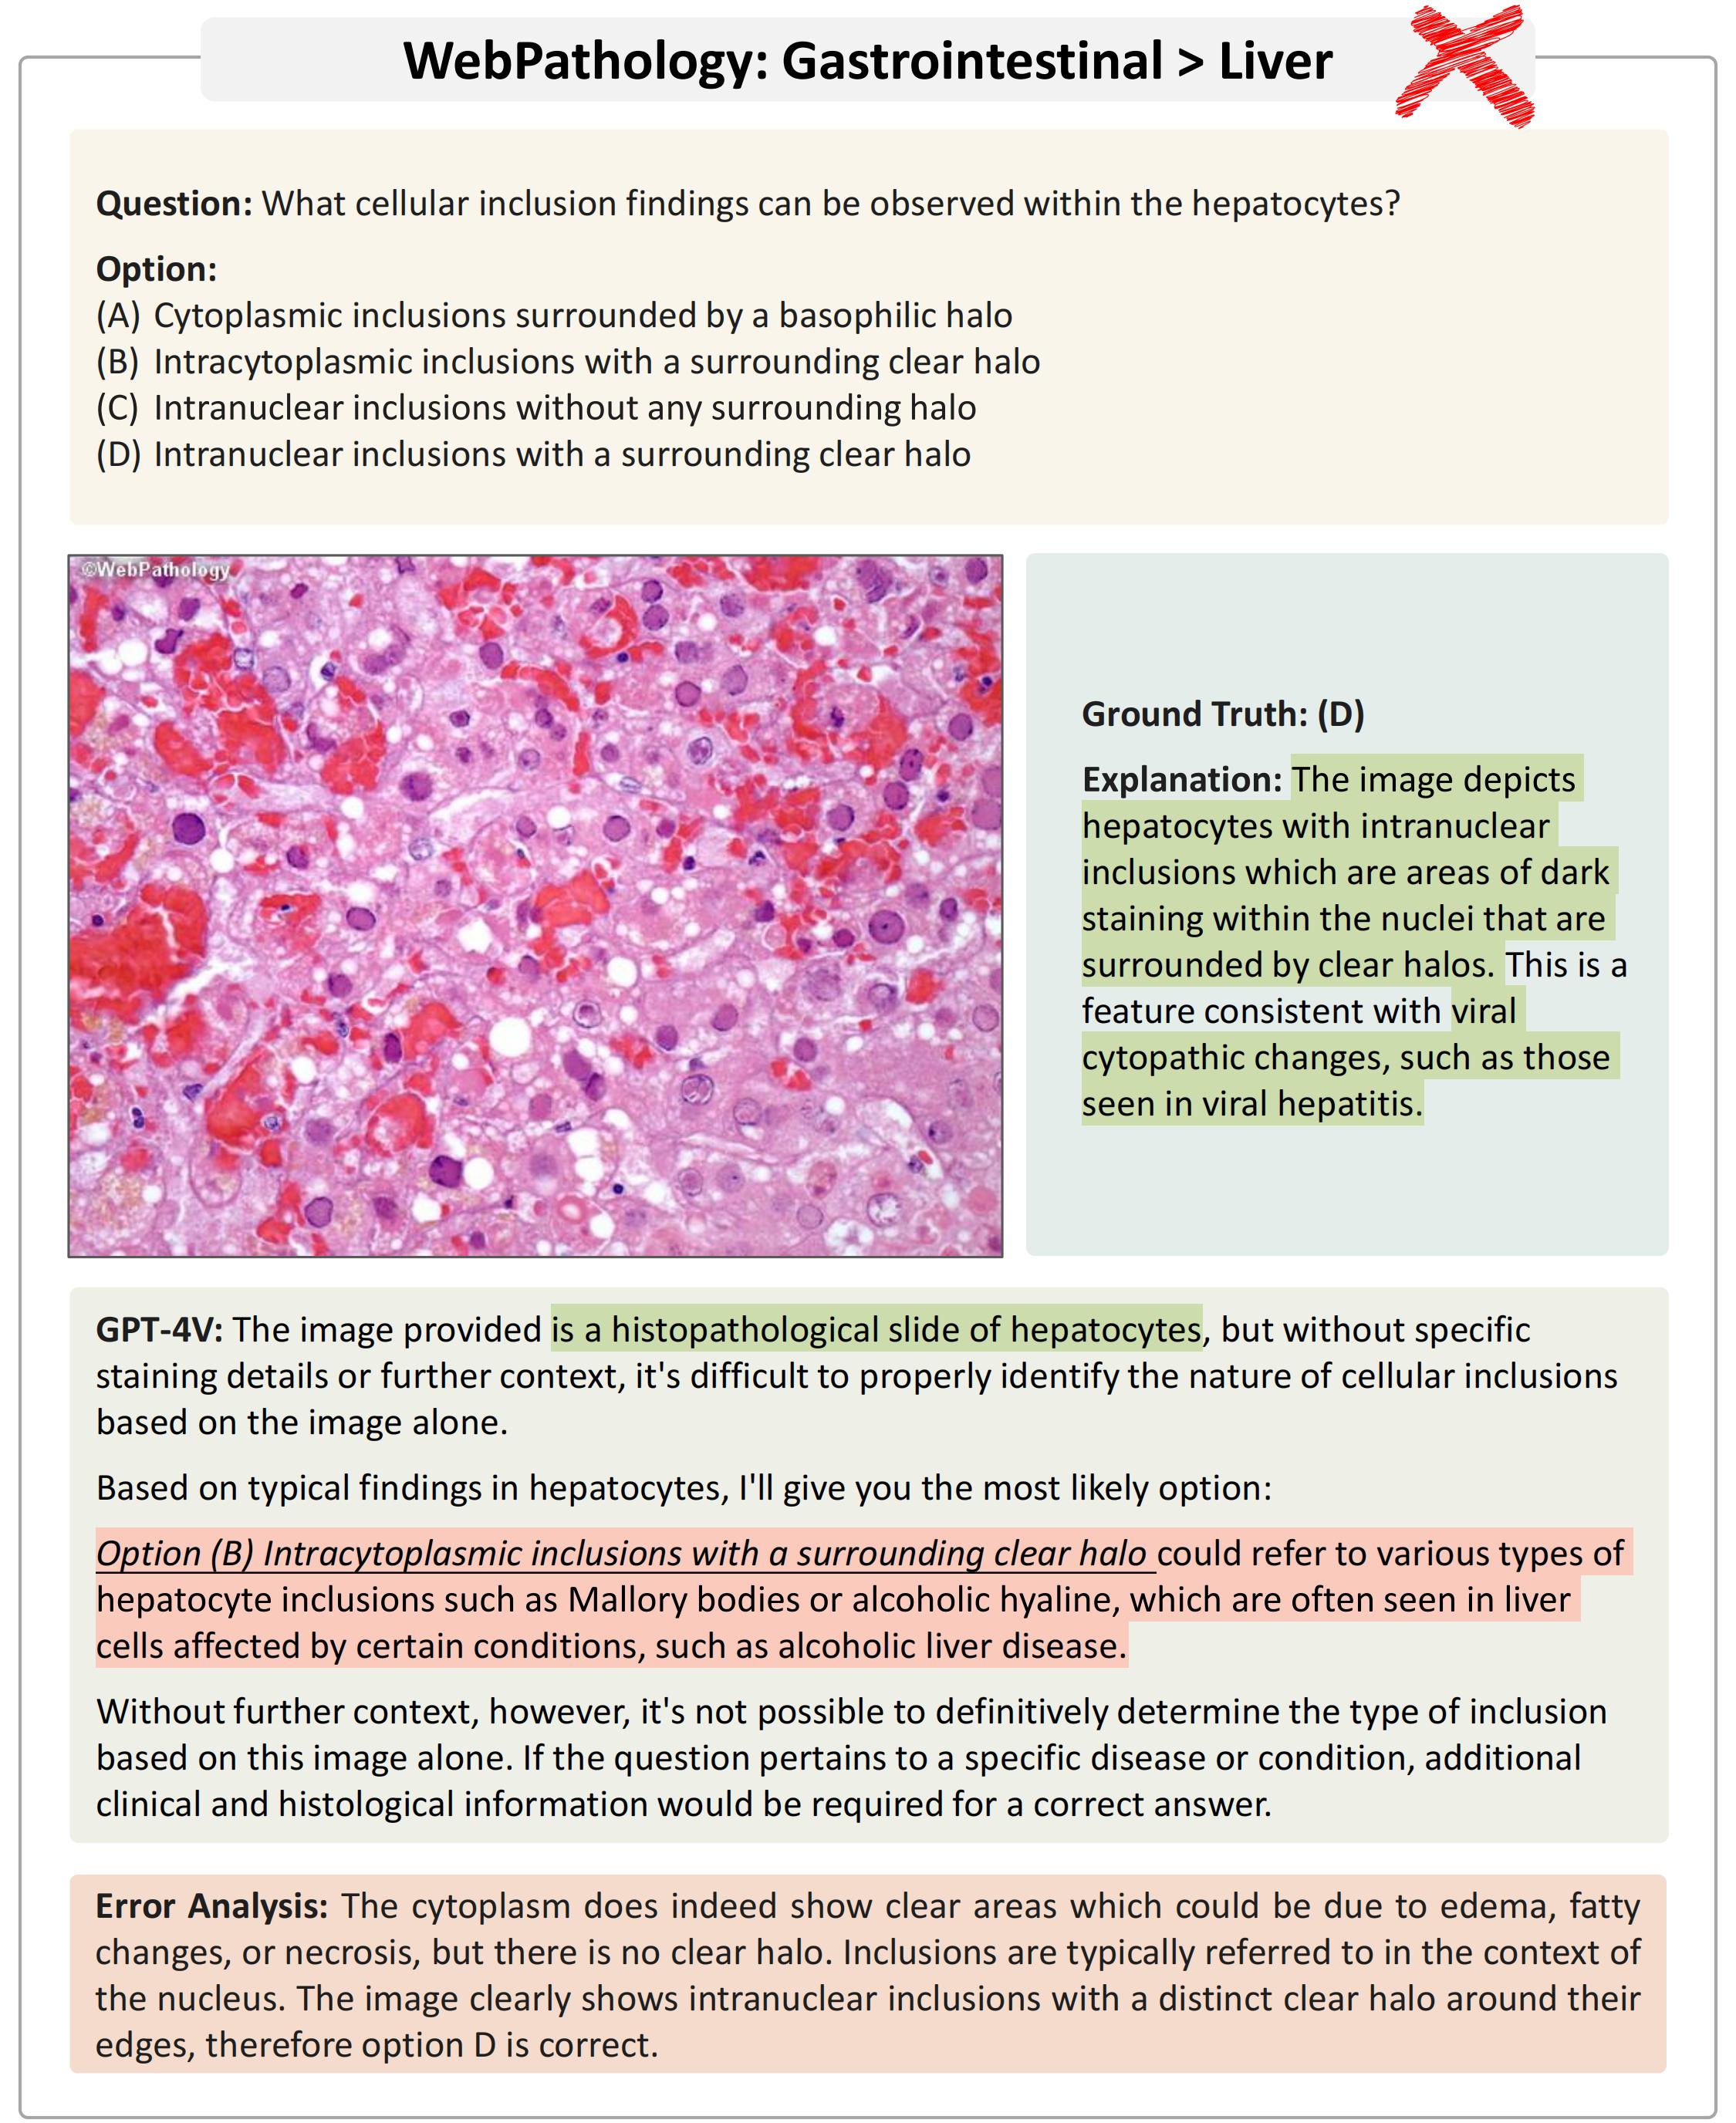 WebPathology: Gastrointestinal > Liver
Question: What cellular inclusion findings can be observed within the hepatocytes?
Option:
(A) Cytoplasmic inclusions surrounded by a basophilic halo
(B) Intracytoplasmic inclusions with a surrounding clear halo
(C) Intranuclear inclusions without any surrounding halo
(D) Intranuclear inclusions with a surrounding clear halo
©WebPathology
Ground Truth: (D)
Explanation: The image depicts
hepatocytes with intranuclear
inclusions which are areas of dark
staining within the nuclei that are
surrounded by clear halos. This is a
feature consistent with viral
cytopathic changes, such as those
seen in viral hepatitis.
GPT-4V: The image provided is a histopathological slide of hepatocytes, but without specific
staining details or further context, it's difficult to properly identify the nature of cellular inclusions
based on the image alone.
Based on typical findings in hepatocytes, I'll give you the most likely option:
Option (B) Intracytoplasmic inclusions with a surrounding clear halo could refer to various types of
hepatocyte inclusions such as Mallory bodies or alcoholic hyaline, which are often seen in liver
cells affected by certain conditions, such as alcoholic liver disease.
Without further context, however, it's not possible to definitively determine the type of inclusion
based on this image alone. If the question pertains to a specific disease or condition, additional
clinical and histological information would be required for a correct answer.
Error Analysis: The cytoplasm does indeed show clear areas which could be due to edema, fatty
changes, or necrosis, but there is no clear halo. Inclusions are typically referred to in the context of
the nucleus. The image clearly shows intranuclear inclusions with a distinct clear halo around their
edges, therefore option D is correct.